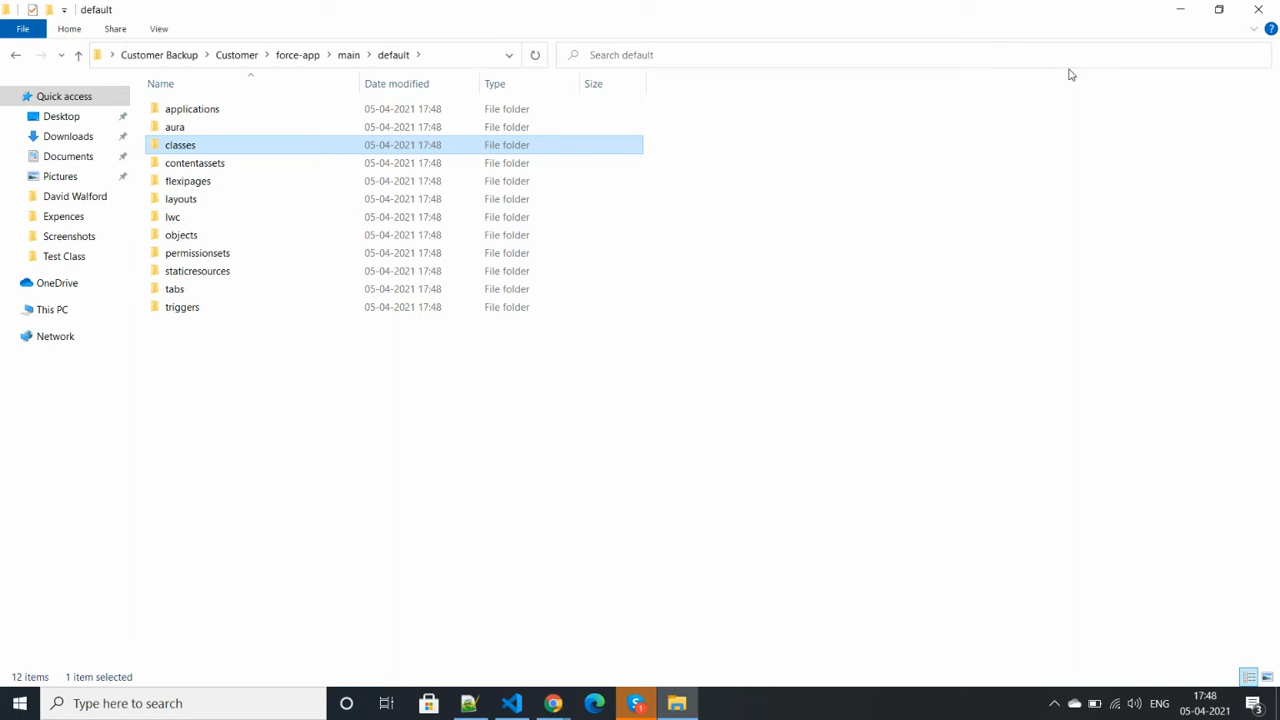 default
File Home Share View
Customer Backup Customer force-app main default Search default
Name Date modified Type Size
Quick access
Desktop
Downloads
Documents
Pictures
David Walford
Expences
Screenshots
Test Class
OneDrive
This PC
Network
applications 05-04-2021 17:48 File folder
aura 05-04-2021 17:48 File folder
classes 05-04-2021 17:48 File folder
contentassets 05-04-2021 17:48 File folder
flexipages 05-04-2021 17:48 File folder
layouts 05-04-2021 17:48 File folder
lwc 05-04-2021 17:48 File folder
objects 05-04-2021 17:48 File folder
permissionsets 05-04-2021 17:48 File folder
staticresources 05-04-2021 17:48 File folder
tabs 05-04-2021 17:48 File folder
triggers 05-04-2021 17:48 File folder
12 items 1 item selected
Type here to search
ENG
17:48
05-04-2021
3